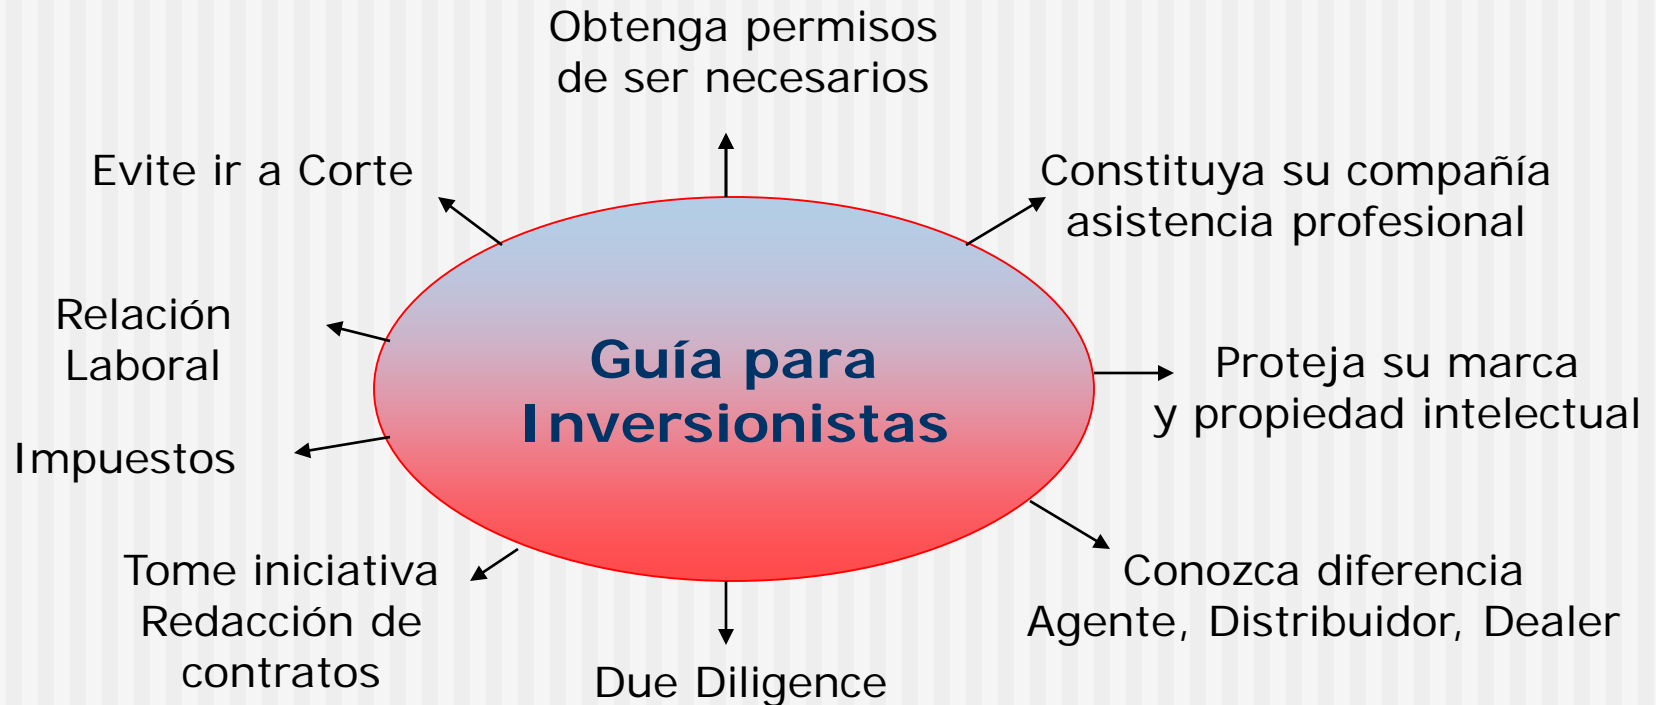 Obtenga permisos
de ser necesarios
Evite ir a Corte
Constituya su compañía
asistencia profesional
Relación
Laboral
Guía para
Inversionistas
Proteja su marca
y propiedad intelectual
Impuestos
Tome iniciativa
Redacción de
contratos
Conozca diferencia
Agente, Distribuidor, Dealer
Due Diligence